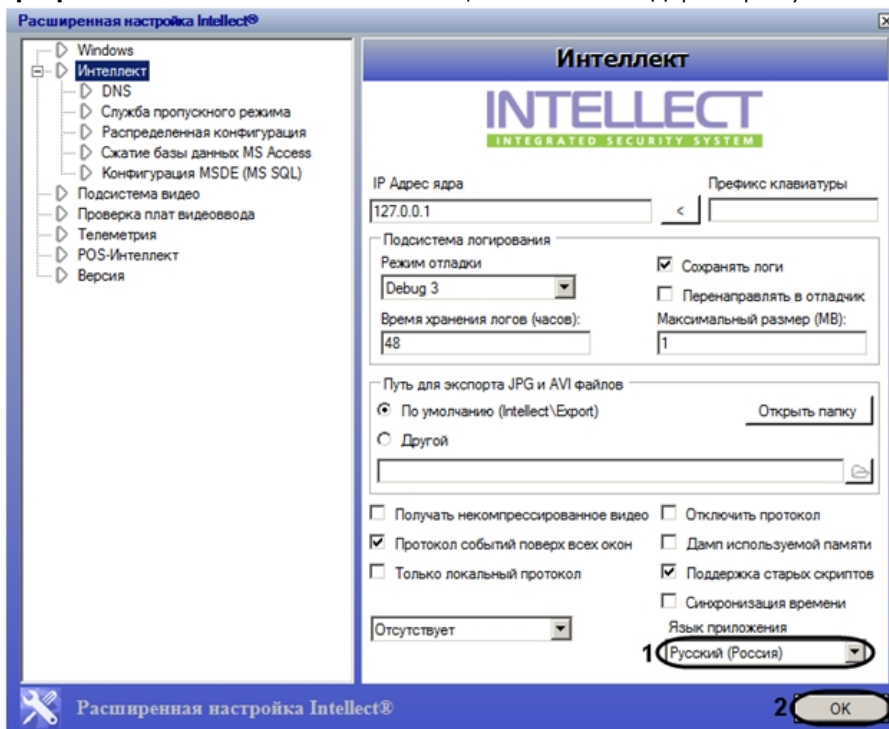 Расширенная настройка Intellect®
Windows
Интеллект
DNS
Служба пропускного режима
Распределенная конфигурация
Сжатие базы данных MS Access
Конфигурация MSDE (MS SQL)
Подсистема видео
Проверка плат видеоввода
Телеметрия
POS-Интеллект
Версия
Интеллект
INTELLECT
INTEGRATED SECURITY SYSTEM
IP Адрес ядра
Префикс клавиатуры
127.0.0.1
<
Подсистема логирования
Режим отладки
Сохранять логи
Debug 3
Перенаправлять в отладчик
Время хранения логов (часов):
Максимальный размер (MB):
48
1
Путь для экспорта JPG и AVI файлов
По умолчанию (Intellect\Export)
Открыть папку
Другой
Получать некомпрессированное видео
Отключить протокол
Протокол событий поверх всех окон
Дамп используемой памяти
Только локальный протокол
Поддержка старых скриптов
Синхронизация времени
Отсутствует
Язык приложения
1
Русский (Россия)
Расширенная настройка Intellect®
2
OK